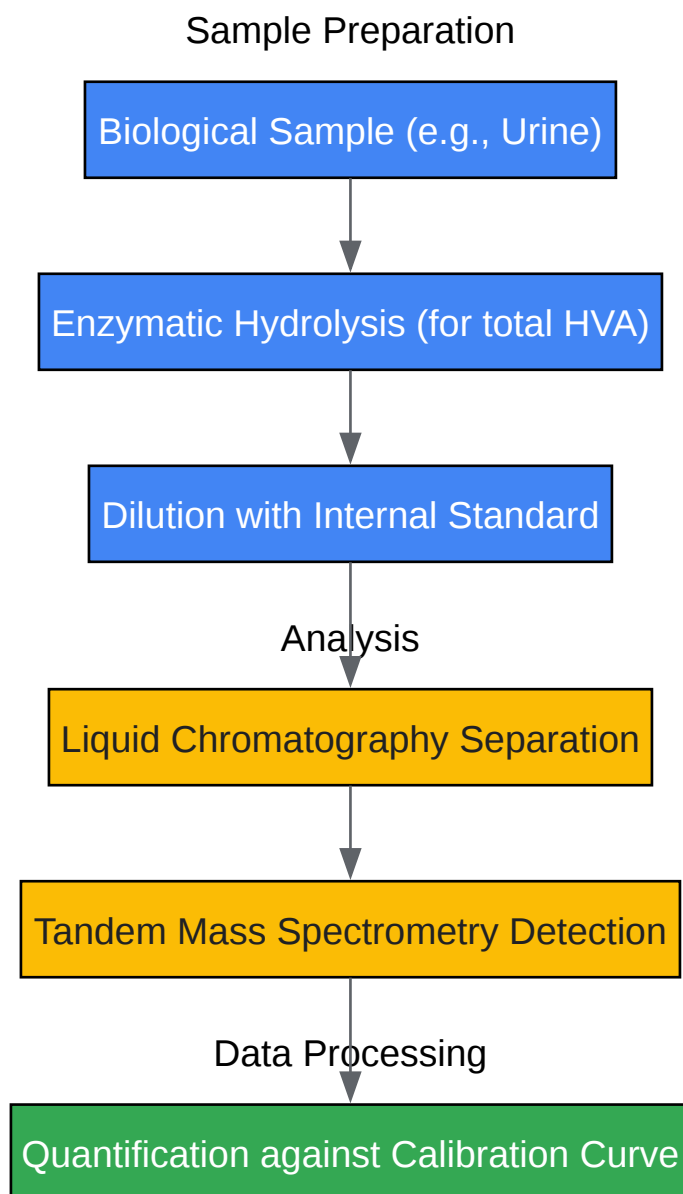 Sample Preparation
Biological Sample (e.g., Urine)
Enzymatic Hydrolysis (for total HVA)
Dilution with Internal Standard
Analysis
Liquid Chromatography Separation
Tandem Mass Spectrometry Detection
Data Processing
Quantification against Calibration Curve